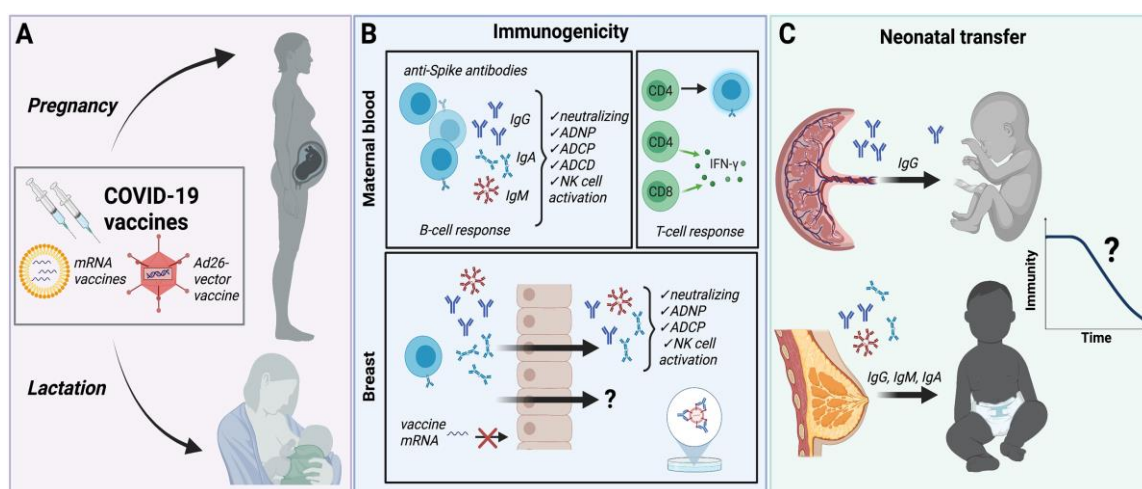 A
Pregnancy
COVID-19
vaccines
mRNA
vaccines
Ad26-
vector
vaccine
Lactation
B
Immunogenicity
Maternal blood
anti-Spike antibodies
IgG
IgA
IgM
✓neutralizing
✓ADNP
✓ADCP
✓ADCD
✓NK cell
activation
B-cell response
CD4
CD4
CD8
IFN-γ
T-cell response
Breast
✓neutralizing
✓ADNP
✓ADCP
✓NK cell
activation
?
vaccine
mRNA
C
Neonatal transfer
IgG
Immunity
?
Time
IgG, IgM, IgA